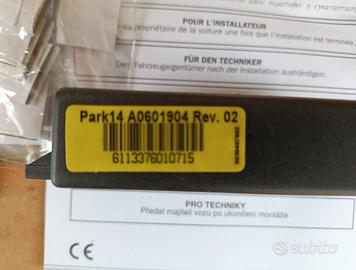 POUR L'INSTALLATEUR
propriétaire de la voiture une fois que l'installation est terminée.
FÜR DEN TECHNIKER
Den Fahrzeugeigentümer nach der Installation aushändigen.
Park14 A0601904 Rev. 02
6113376010715
PRO TECHNIKY
Předat majiteli vozu po ukončení montáže
CE
subito